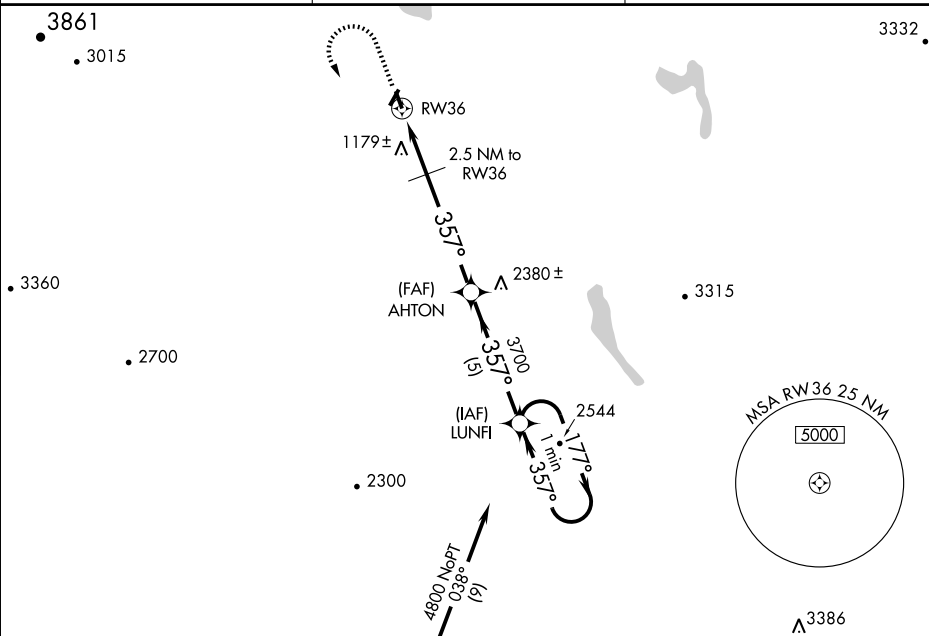 3861
3015
3332
RW36
1179±
2.5 NM to
RW36
357°
3360
(FAF)
AHTON
2380±
3315
2700
3700
357°
(5)
(IAF)
LUNFI
2544
1 min
177°
357°
2300
MSA RW36 25 NM
5000
4800 NoPT
038°
(9)
3386